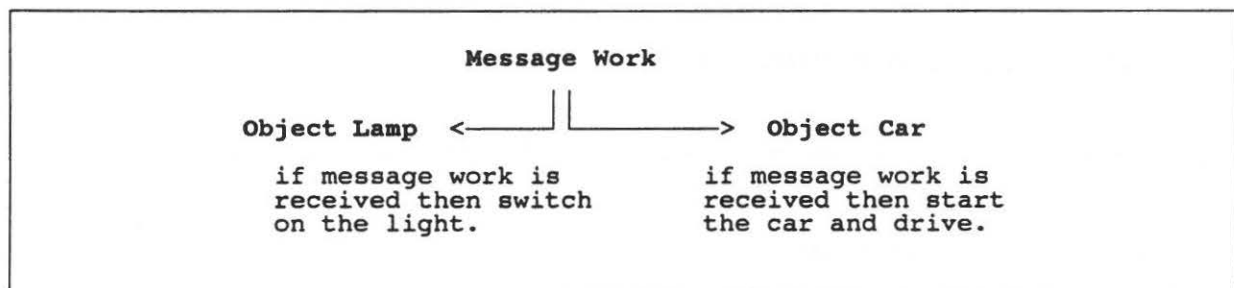 Message Work
Object Lamp <———> Object Car
if message work is
received then switch
on the light.
if message work is
received then start
the car and drive.